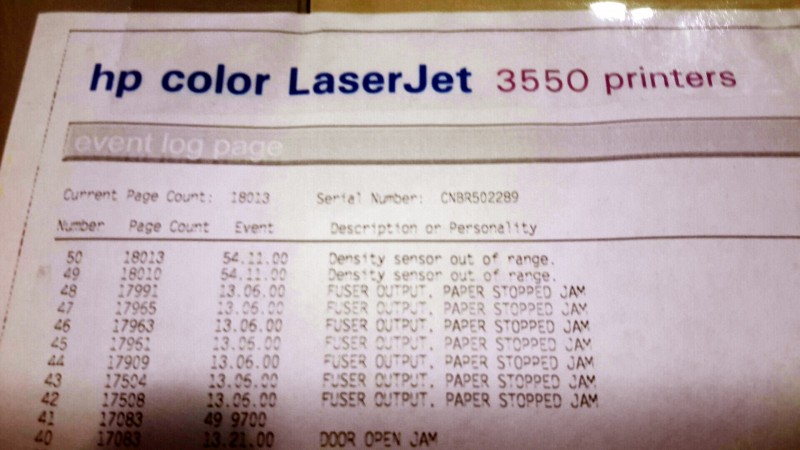 hp color LaserJet 3550 printers
event log page
Current Page Count: 18013 Serial Number: CNBR502289
Number Page Count Event Description or Personality
50 18013 54.11.00 Density sensor out of range.
49 18010 54.11.00 Density sensor out of range.
48 17991 13.06.00 FUSER OUTPUT. PAPER STOPPED JAM
47 17965 13.06.00 FUSER OUTPUT. PAPER STOPPED JAM
46 17963 13.06.00 FUSER OUTPUT. PAPER STOPPED JAM
45 17961 13.06.00 FUSER OUTPUT. PAPER STOPPED JAM
44 17909 13.06.00 FUSER OUTPUT. PAPER STOPPED JAM
43 17504 13.06.00 FUSER OUTPUT. PAPER STOPPED JAM
42 17508 13.06.00 FUSER OUTPUT. PAPER STOPPED JAM
41 17083 49 9700
40 17083 13.21.00 DOOR OPEN JAM